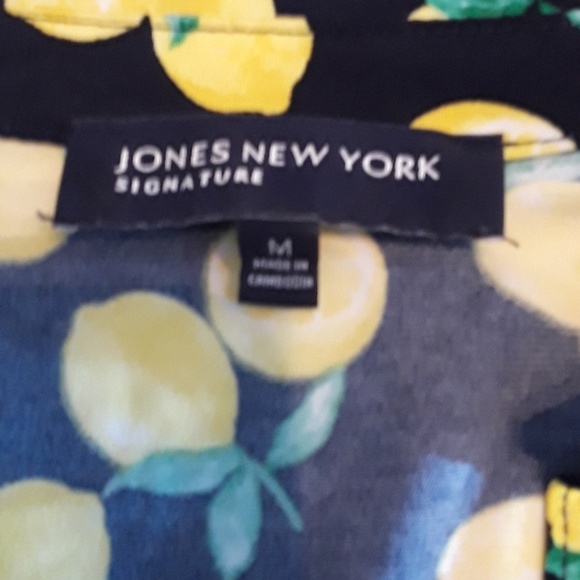 JONES NEW YORK
SIGNATURE
M
MADE IN
CAMBODIA